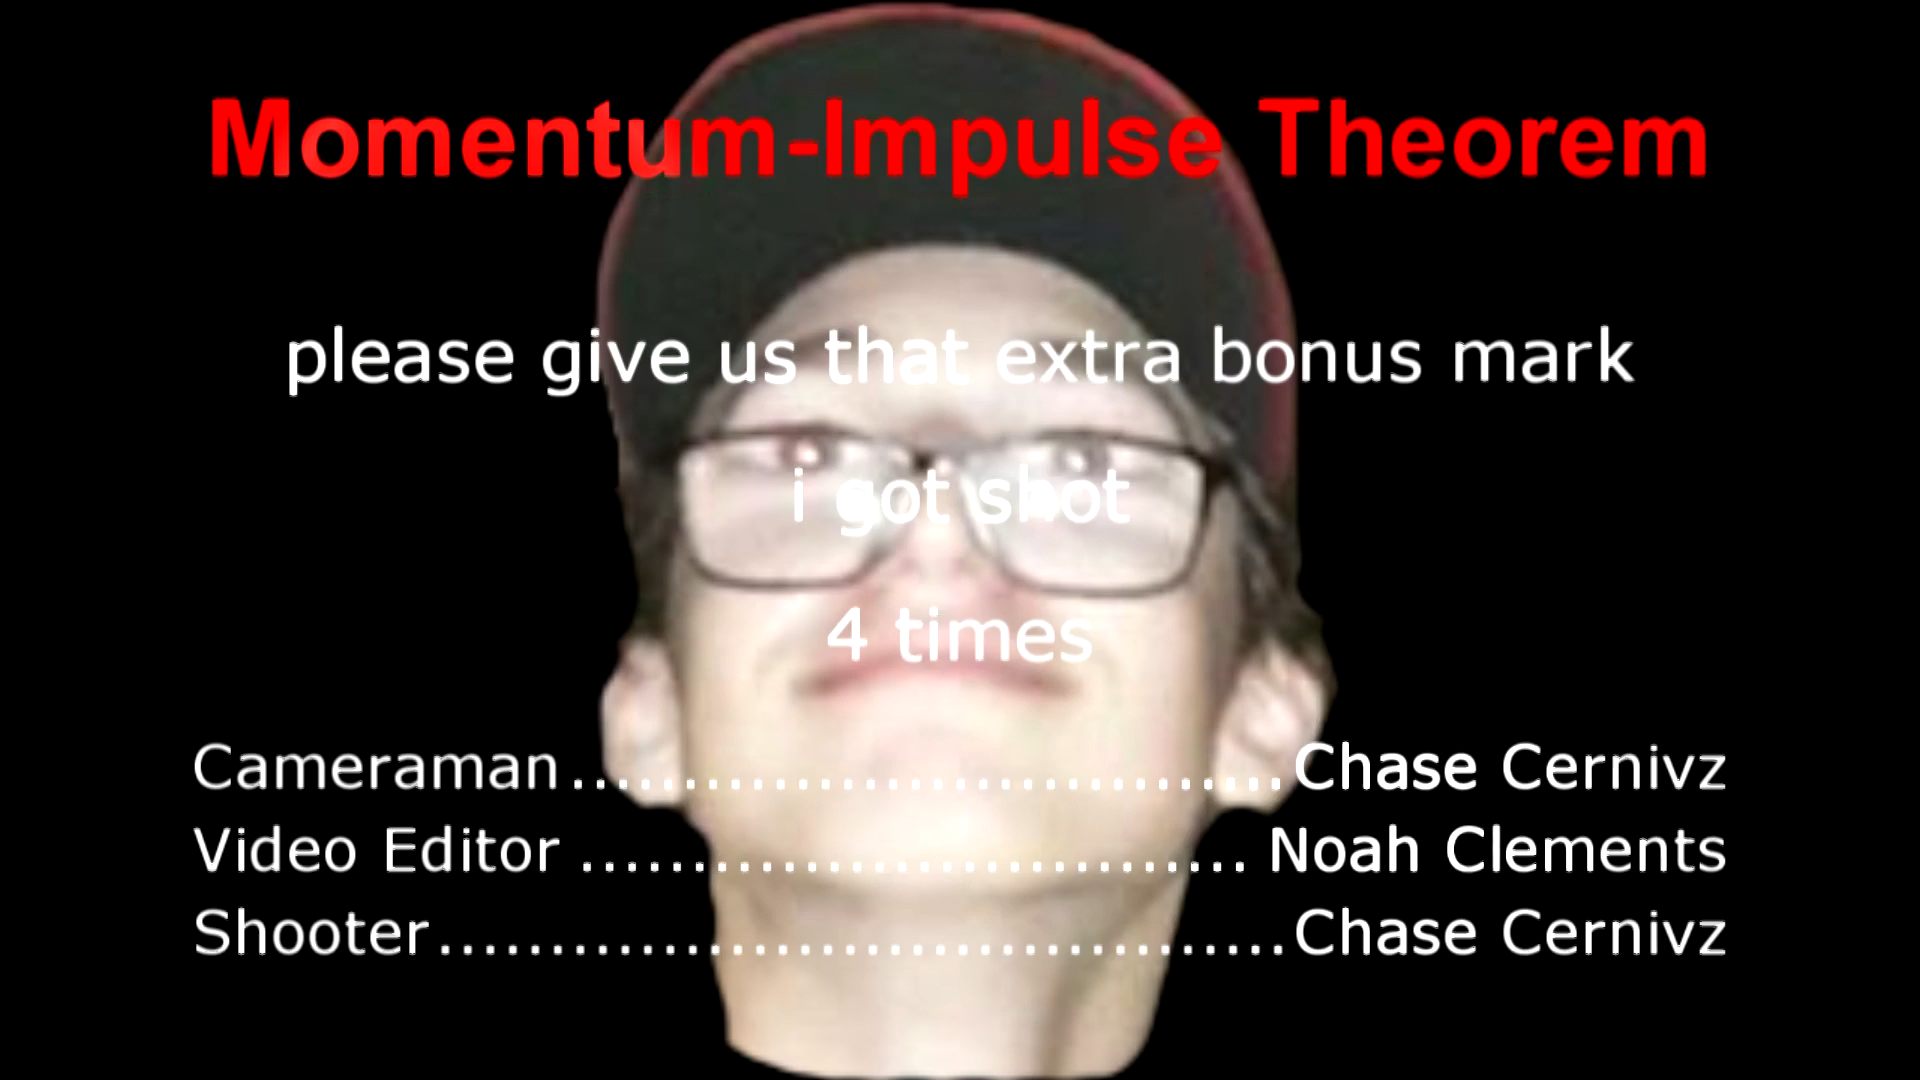 Momentum-Impulse Theorem
please give us that extra bonus mark
i got shot
4 times
Cameraman ................................ Chase Cernivz
Video Editor .............................. Noah Clements
Shooter ...................................... Chase Cernivz